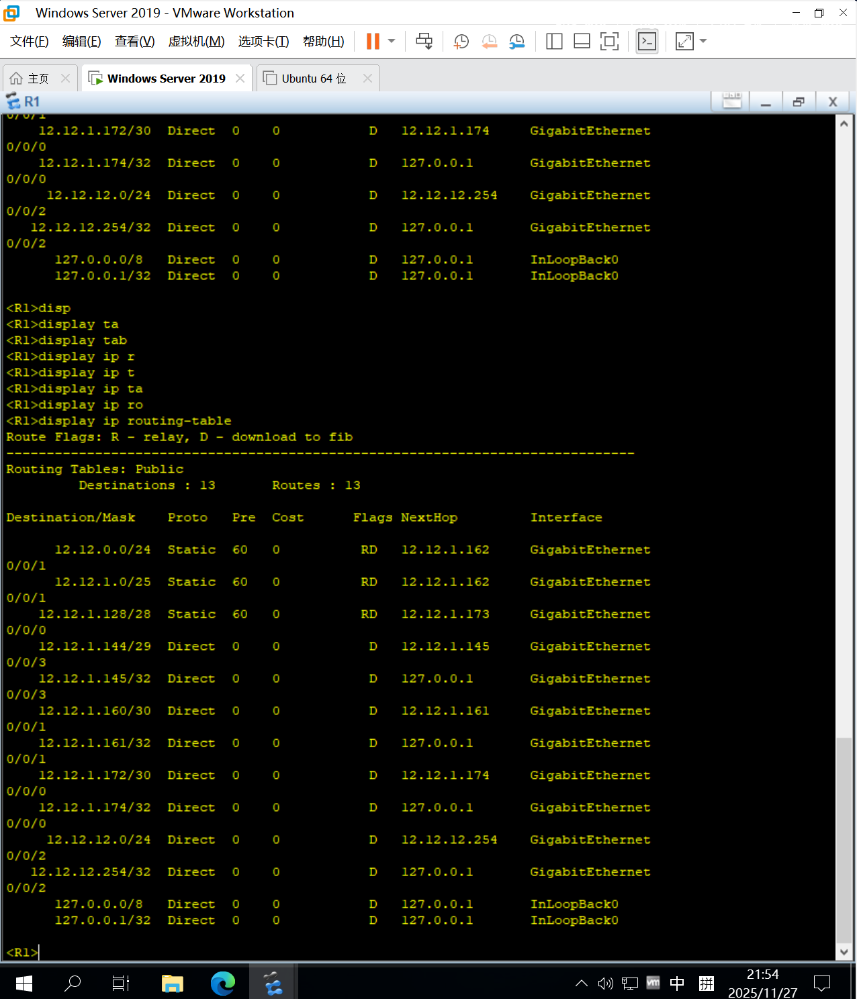 Windows Server 2019 - VMware Workstation
文件(F) 编辑(E) 查看(V) 虚拟机(M) 选项卡(T) 帮助(H)
主页 Windows Server 2019 Ubuntu 64 位
R1
0/0/1
12.12.1.172/30 Direct 0 0 D 12.12.1.174 GigabitEthernet
0/0/0
12.12.1.174/32 Direct 0 0 D 127.0.0.1 GigabitEthernet
0/0/0
12.12.12.0/24 Direct 0 0 D 12.12.12.254 GigabitEthernet
0/0/2
12.12.12.254/32 Direct 0 0 D 127.0.0.1 GigabitEthernet
0/0/2
127.0.0.0/8 Direct 0 0 D 127.0.0.1 InLoopBack0
127.0.0.1/32 Direct 0 0 D 127.0.0.1 InLoopBack0
<R1>disp
<R1>display ta
<R1>display tab
<R1>display ip r
<R1>display ip t
<R1>display ip ta
<R1>display ip ro
<R1>display ip routing-table
Route Flags: R - relay, D - download to fib
------------------------------------------------------------------------------
Routing Tables: Public
Destinations : 13 Routes : 13
Destination/Mask Proto Pre Cost Flags NextHop Interface
12.12.0.0/24 Static 60 0 RD 12.12.1.162 GigabitEthernet
0/0/1
12.12.1.0/25 Static 60 0 RD 12.12.1.162 GigabitEthernet
0/0/1
12.12.1.128/28 Static 60 0 RD 12.12.1.173 GigabitEthernet
0/0/0
12.12.1.144/29 Direct 0 0 D 12.12.1.145 GigabitEthernet
0/0/3
12.12.1.145/32 Direct 0 0 D 127.0.0.1 GigabitEthernet
0/0/3
12.12.1.160/30 Direct 0 0 D 12.12.1.161 GigabitEthernet
0/0/1
12.12.1.161/32 Direct 0 0 D 127.0.0.1 GigabitEthernet
0/0/1
12.12.1.172/30 Direct 0 0 D 12.12.1.174 GigabitEthernet
0/0/0
12.12.1.174/32 Direct 0 0 D 127.0.0.1 GigabitEthernet
0/0/0
12.12.12.0/24 Direct 0 0 D 12.12.12.254 GigabitEthernet
0/0/2
12.12.12.254/32 Direct 0 0 D 127.0.0.1 GigabitEthernet
0/0/2
127.0.0.0/8 Direct 0 0 D 127.0.0.1 InLoopBack0
127.0.0.1/32 Direct 0 0 D 127.0.0.1 InLoopBack0
<R1>
vm 中 拼 21:54
2025/11/27